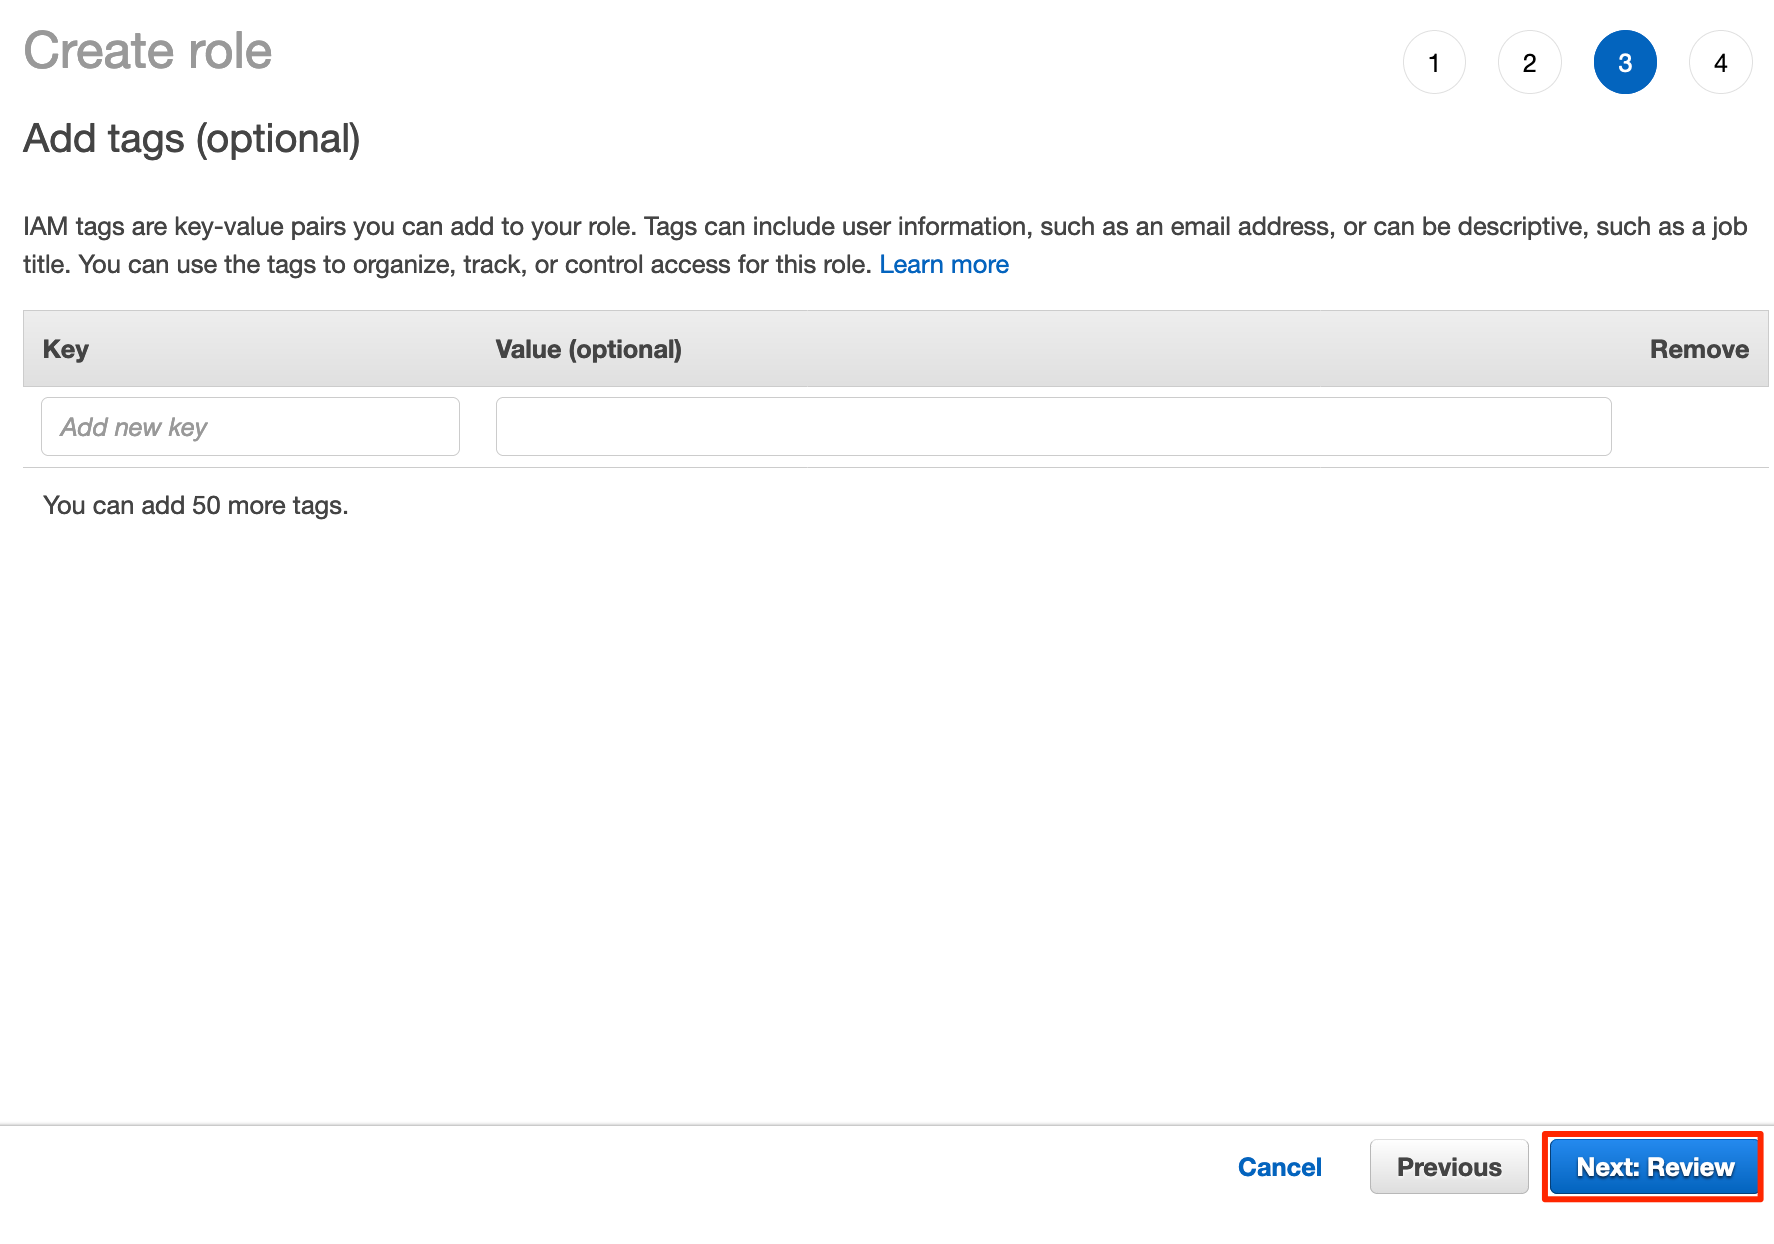 Create role
1 2 3 4
Add tags (optional)
IAM tags are key-value pairs you can add to your role. Tags can include user information, such as an email address, or can be descriptive, such as a job
title. You can use the tags to organize, track, or control access for this role. Learn more
Key Value (optional) Remove
Add new key
You can add 50 more tags.
Cancel Previous Next: Review